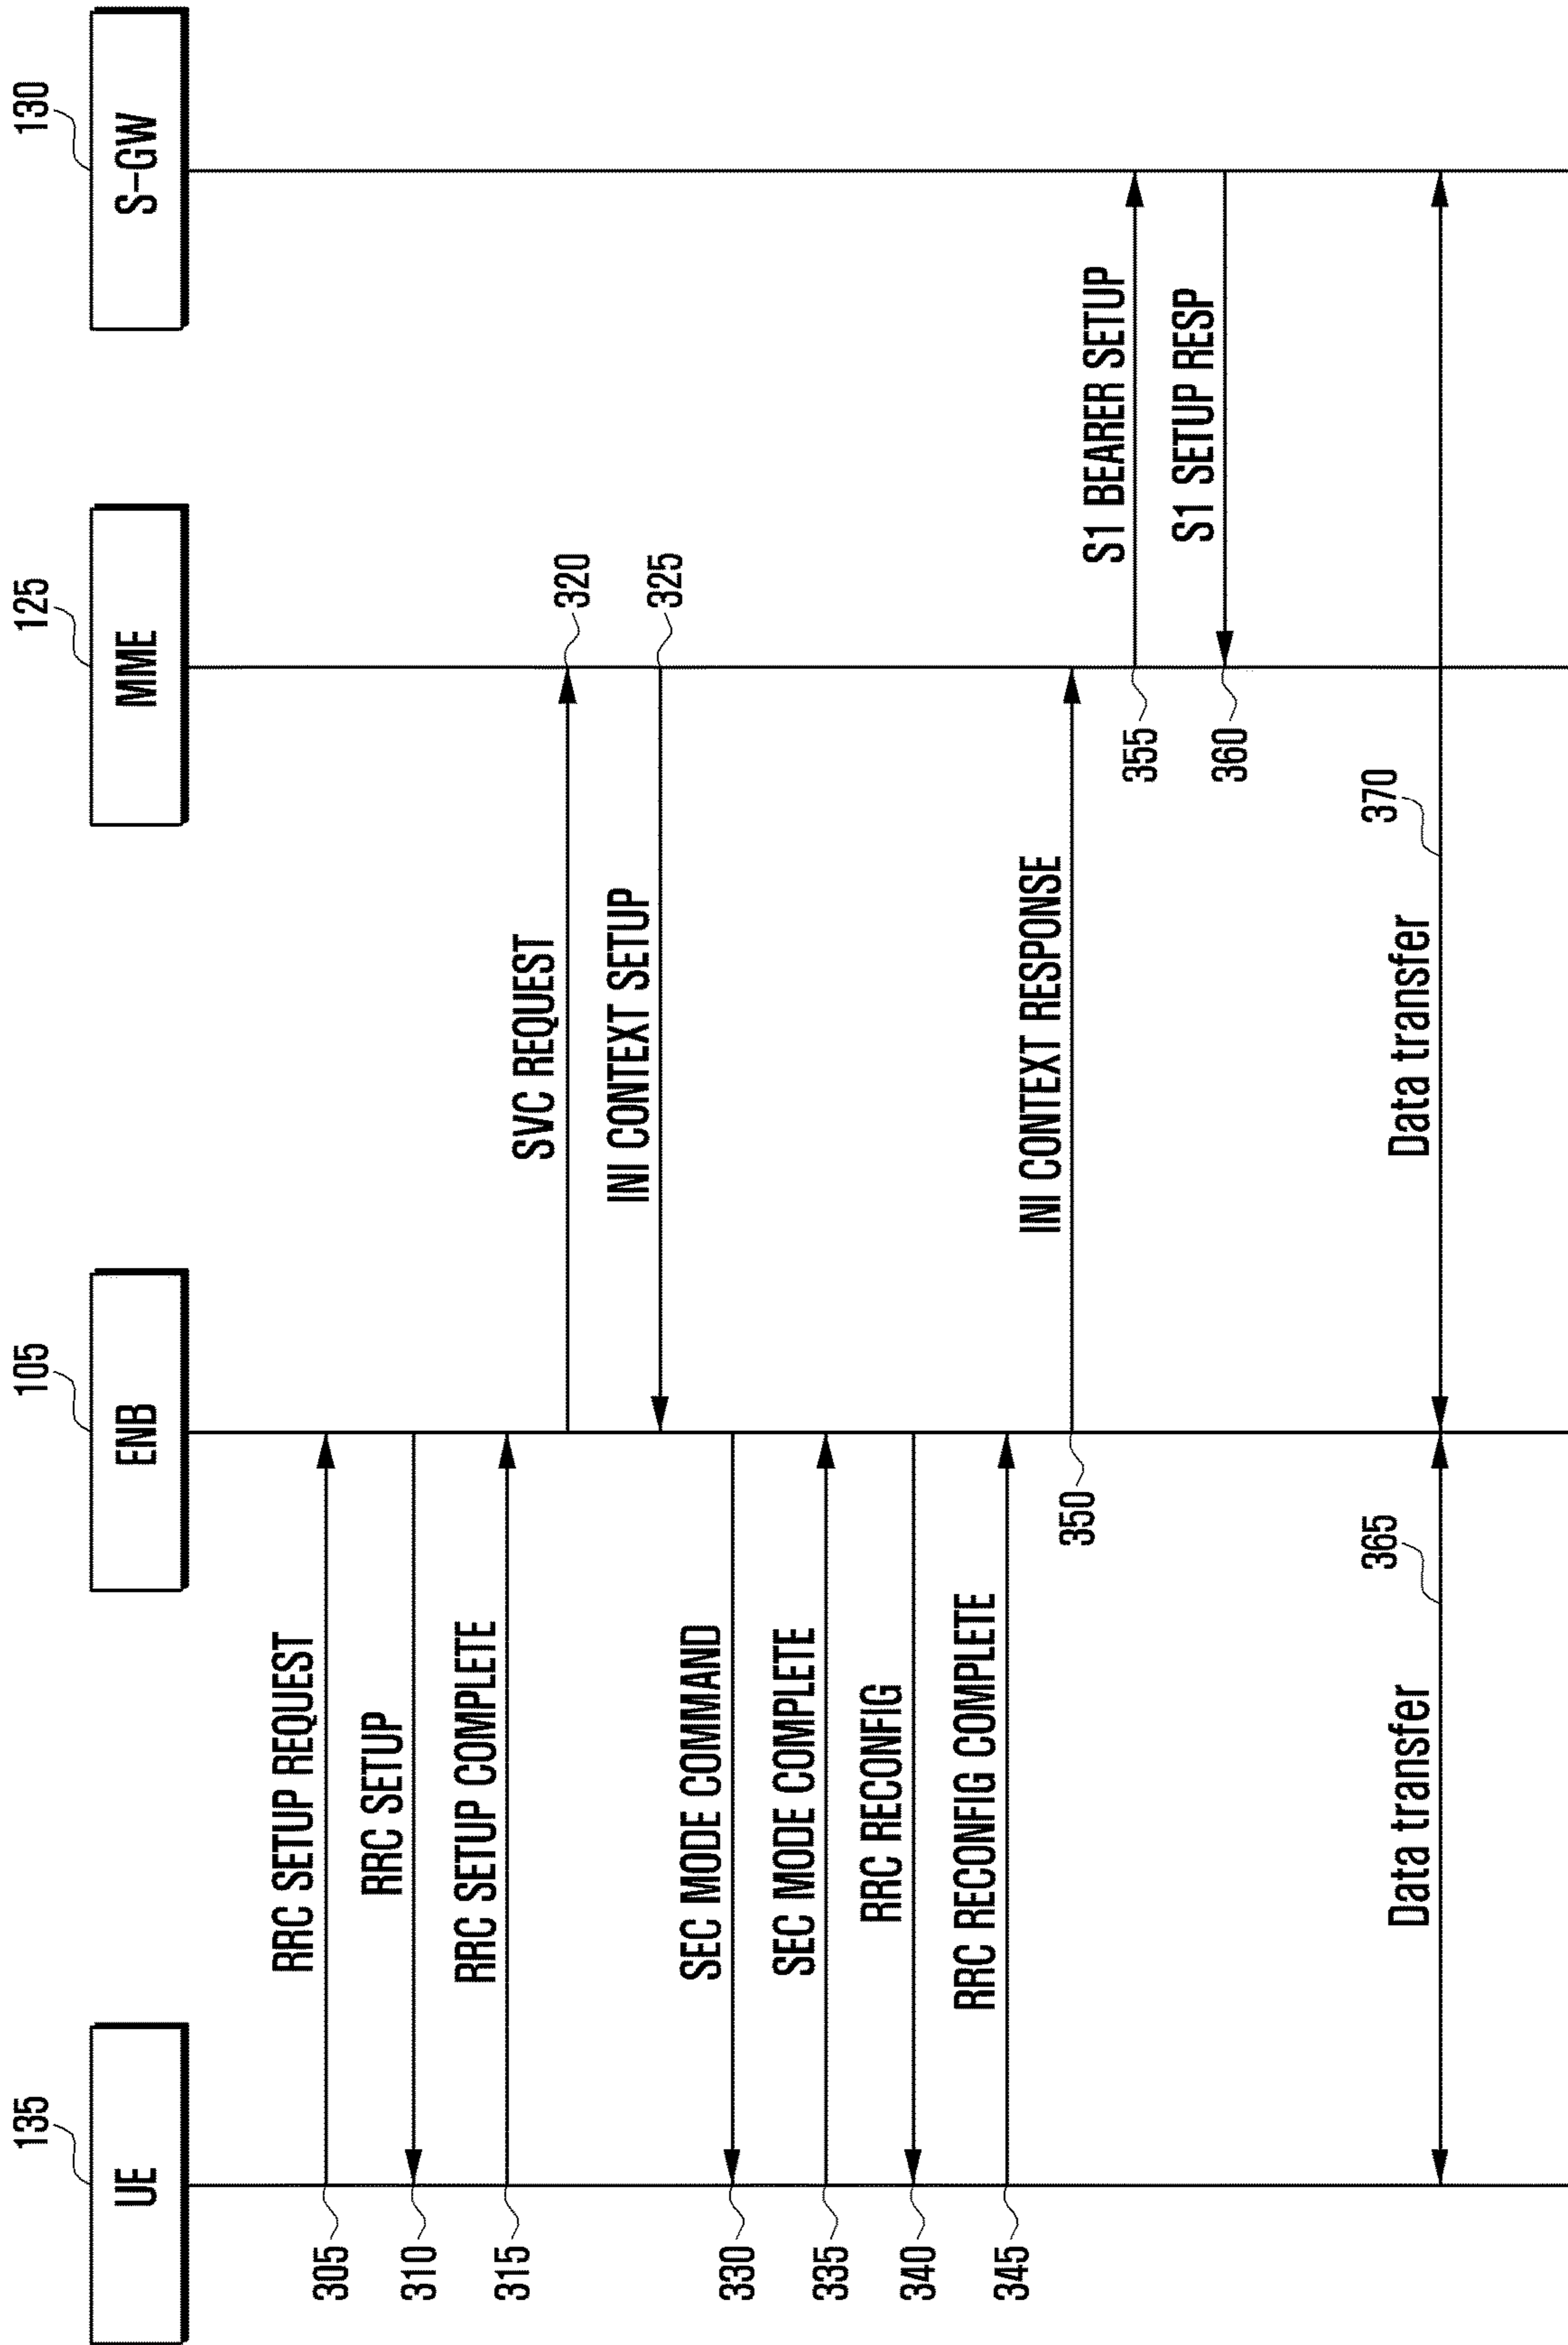 135
105
125
130
UE
ENB
MME
S-GW
RRC SETUP REQUEST
305
RRC SETUP
310
RRC SETUP COMPLETE
315
SVC REQUEST
320
INI CONTEXT SETUP
325
SEC MODE COMMAND
330
SEC MODE COMPLETE
335
RRC RECONFIG
340
RRC RECONFIG COMPLETE
345
INI CONTEXT RESPONSE
350
S1 BEARER SETUP
355
S1 SETUP RESP
360
365
370
Data transfer
Data transfer